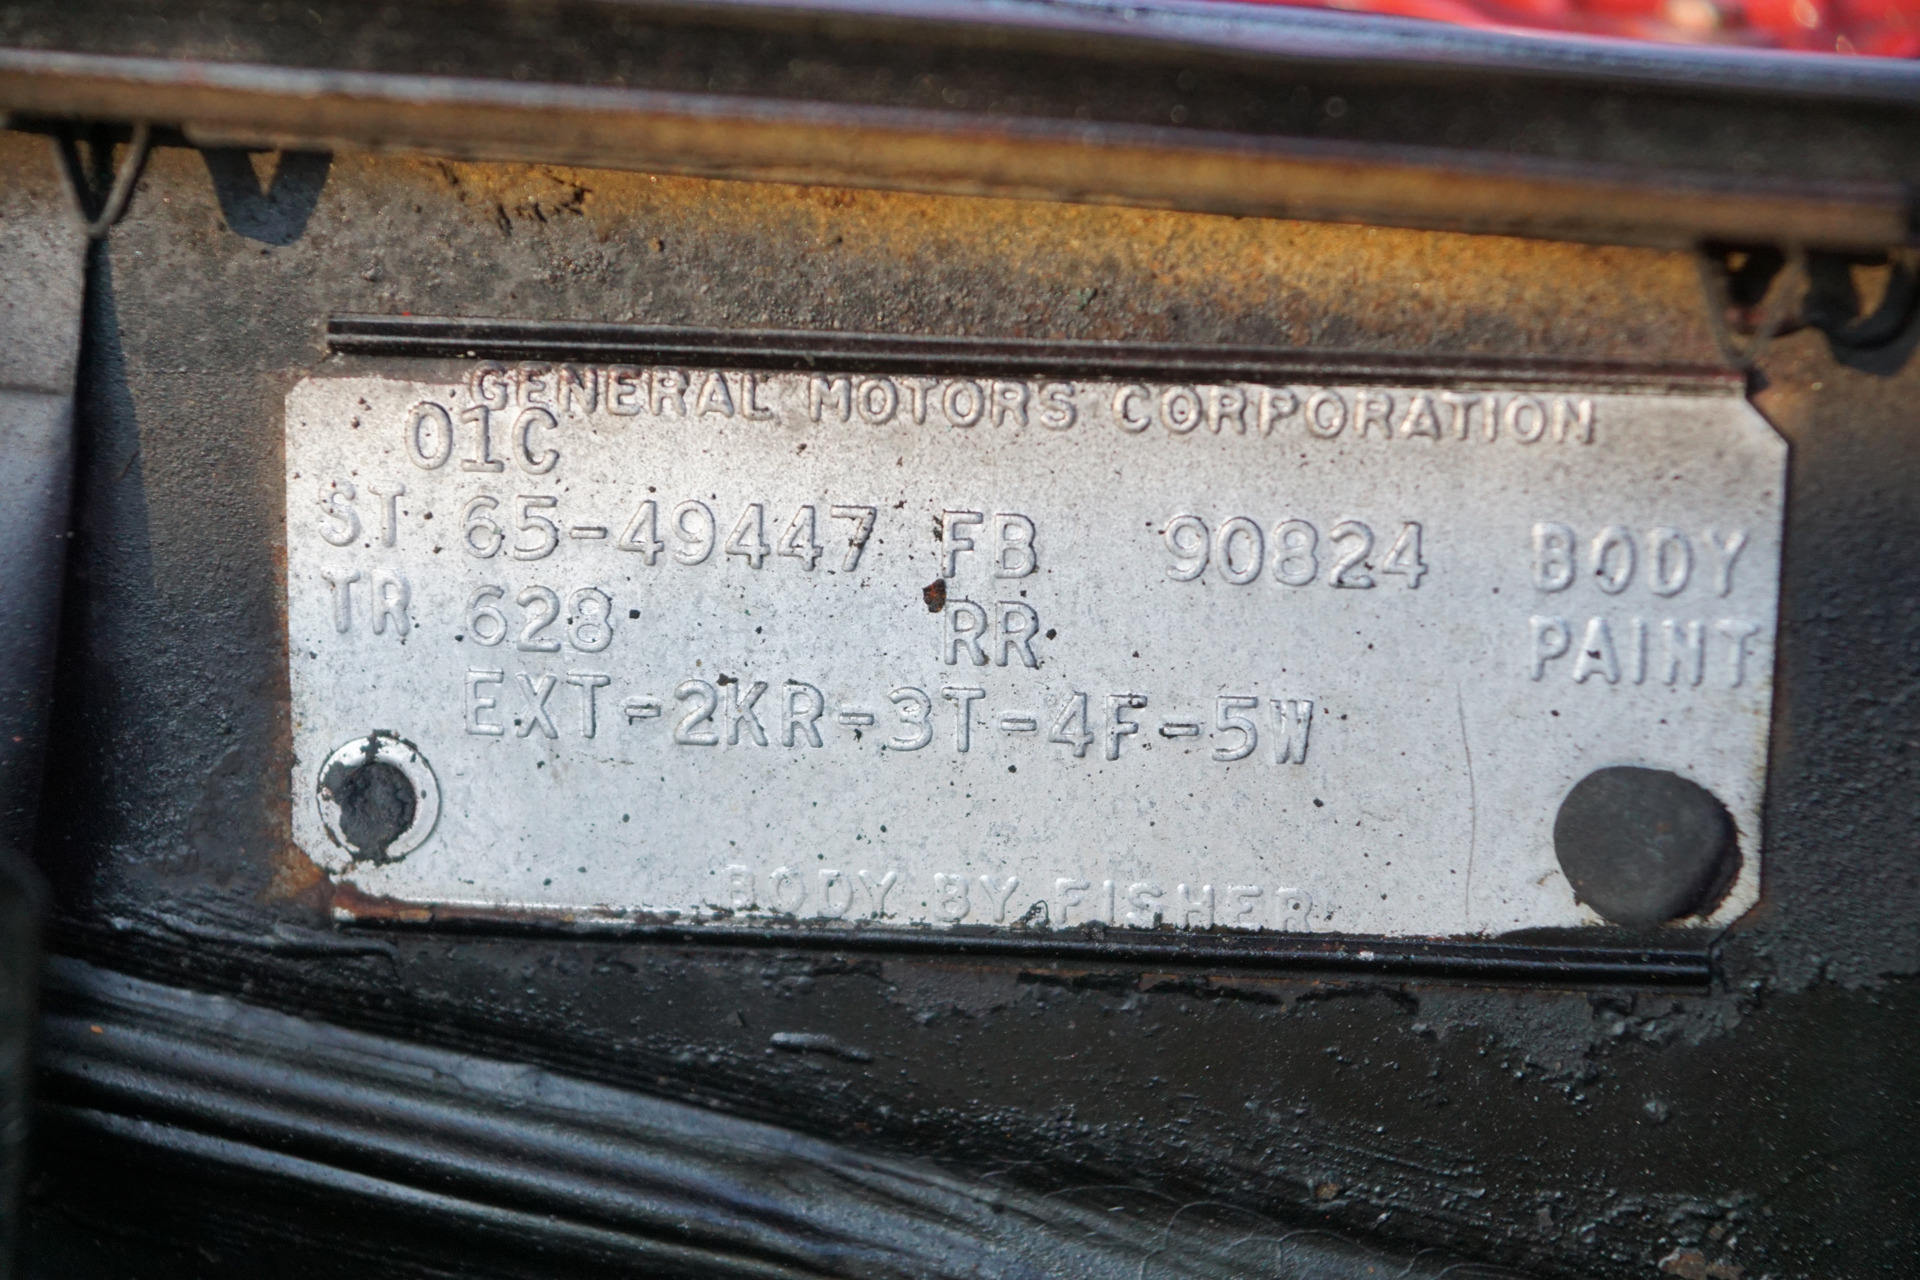 GENERAL MOTORS CORPORATION
01C
ST 65-49447 FB 90824 BODY
TR 628 RR PAINT
EXT-2KR-3T-4F-5W
BODY BY FISHER